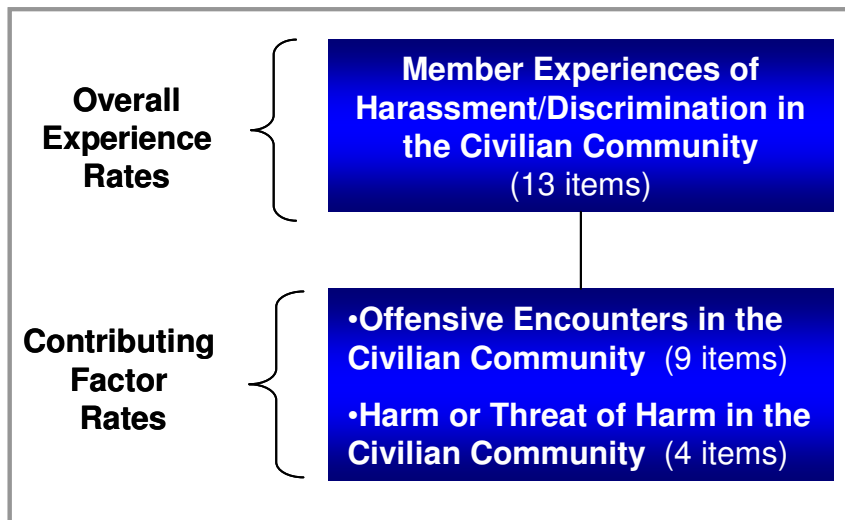 Overall
Experience
Rates
Member Experiences of
Harassment/Discrimination in
the Civilian Community
(13 items)
Contributing
Factor
Rates
•Offensive Encounters in the
Civilian Community (9 items)
•Harm or Threat of Harm in the
Civilian Community (4 items)